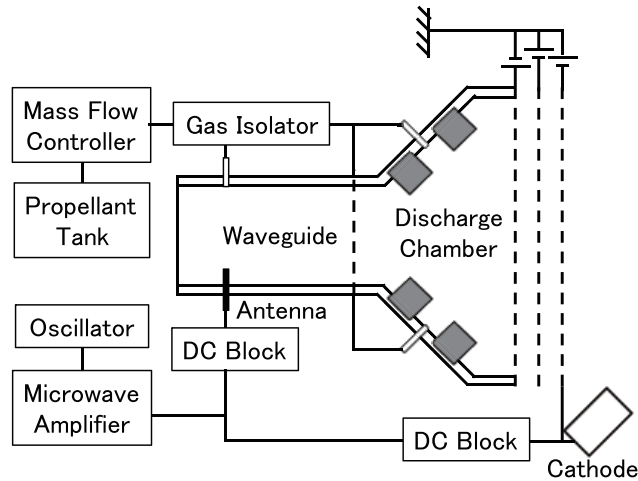 Mass Flow
Controller
Gas Isolator
Propellant
Tank
Waveguide
Discharge
Chamber
Antenna
Oscillator
DC Block
Microwave
Amplifier
DC Block
Cathode